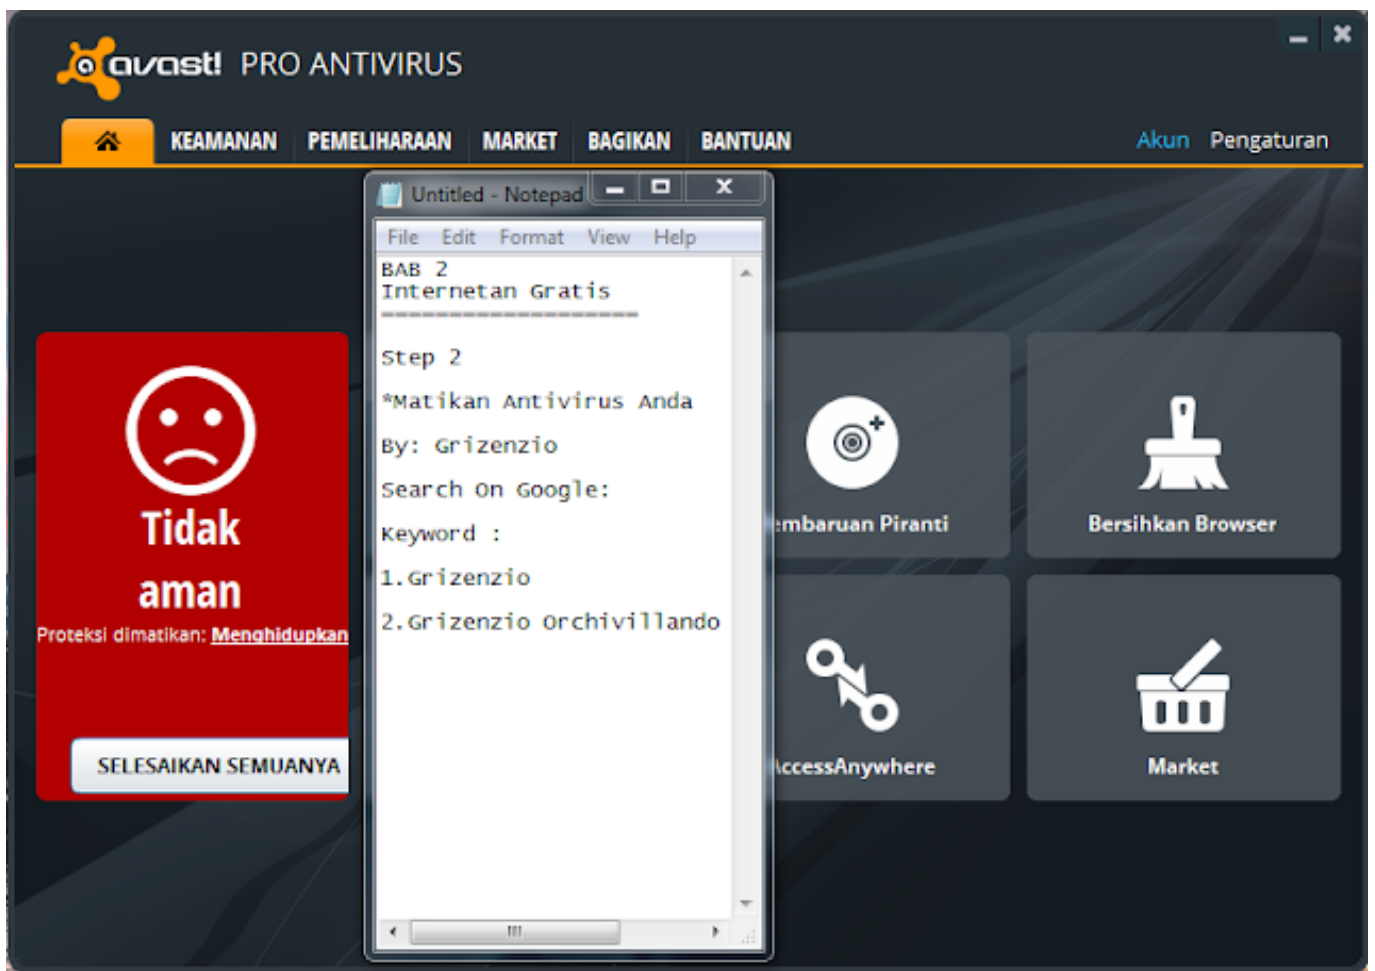 avast! PRO ANTIVIRUS
KEAMANAN PEMELIHARAAN MARKET BAGIKAN BANTUAN Akun Pengaturan
Untitled - Notepad
File Edit Format View Help
BAB 2
Internetan Gratis
====================
Step 2
*Matikan Antivirus Anda
By: Grizenzio
Search On Google:
Keyword :
1.Grizenzio
2.Grizenzio Orchivillando
Tidak
aman
Proteksi dimatikan: Menghidupkan
SELESAIKAN SEMUANYA
embaruan Piranti
Bersihkan Browser
AccessAnywhere
Market